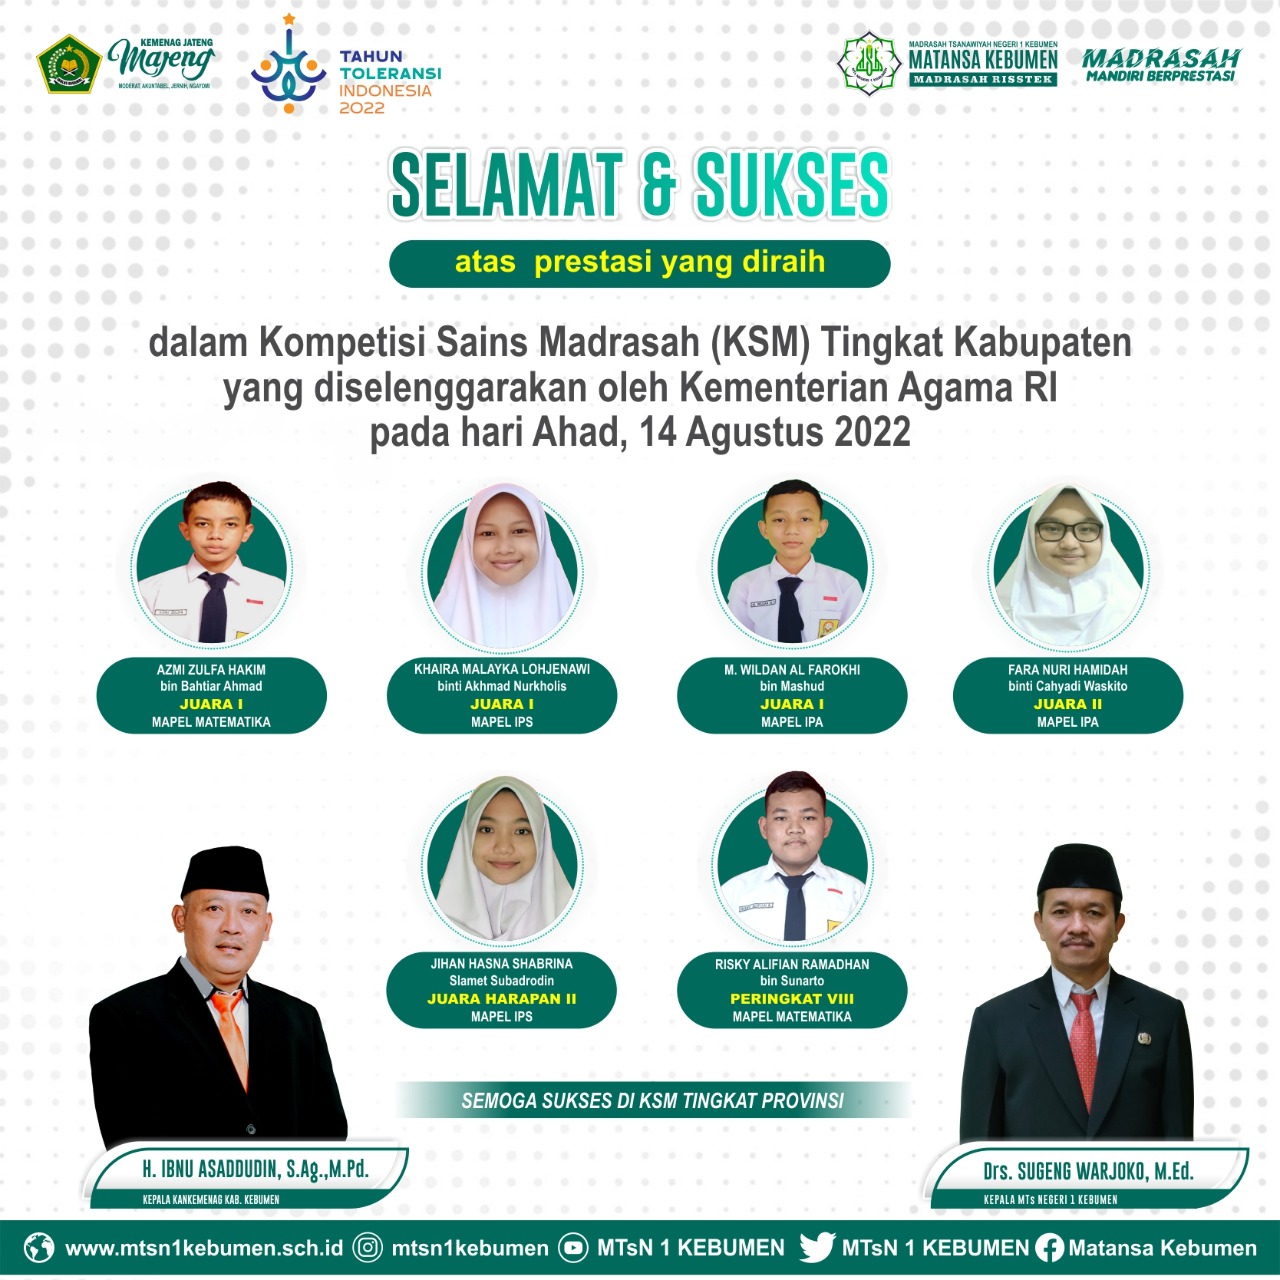 KEMENAG JATENG
Majeng
MODERAT, AKUNTABEL, JERNIH, NGAYOMI
TAHUN
TOLERANSI
INDONESIA
2022
MADRASAH TSANAWIYAH NEGERI 1 KEBUMEN
MATANSA KEBUMEN
MADRASAH RISSTEK
MADRASAH
MANDIRI BERPRESTASI
SELAMAT & SUKSES
atas prestasi yang diraih
dalam Kompetisi Sains Madrasah (KSM) Tingkat Kabupaten
yang diselenggarakan oleh Kementerian Agama RI
pada hari Ahad, 14 Agustus 2022
AZMI ZULFA HAKIM
bin Bahtiar Ahmad
JUARA I
MAPEL MATEMATIKA
KHAIRA MALAYKA LOHJENAWI
binti Akhmad Nurkholis
JUARA I
MAPEL IPS
M. WILDAN AL FAROKHI
bin Mashud
JUARA I
MAPEL IPA
FARA NURI HAMIDAH
binti Cahyadi Waskito
JUARA II
MAPEL IPA
JIHAN HASNA SHABRINA
Slamet Subadrodin
JUARA HARAPAN II
MAPEL IPS
RISKY ALIFIAN RAMADHAN
bin Sunarto
PERINGKAT VIII
MAPEL MATEMATIKA
SEMOGA SUKSES DI KSM TINGKAT PROVINSI
H. IBNU ASADDUDIN, S.Ag.,M.Pd.
KEPALA KANKEMENAG KAB. KEBUMEN
Drs. SUGENG WARJOKO, M.Ed.
KEPALA MTs NEGERI 1 KEBUMEN
www.mtsn1kebumen.sch.id mtsn1kebumen MTsN 1 KEBUMEN MTsN 1 KEBUMEN Matansa Kebumen